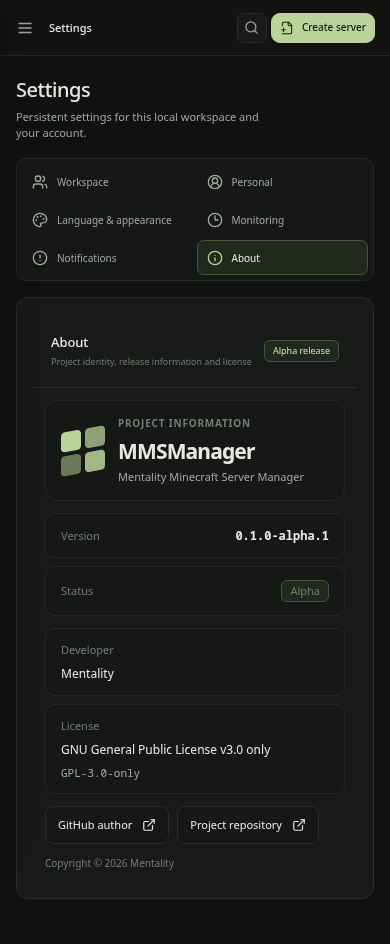 Settings
Create server
Settings
Persistent settings for this local workspace and
your account.
Workspace
Personal
Language & appearance
Monitoring
Notifications
About
About
Project identity, release information and license
Alpha release
PROJECT INFORMATION
MMSManager
Mentality Minecraft Server Manager
Version
0.1.0-alpha.1
Status
Alpha
Developer
Mentality
License
GNU General Public License v3.0 only
GPL-3.0-only
GitHub author
Project repository
Copyright © 2026 Mentality